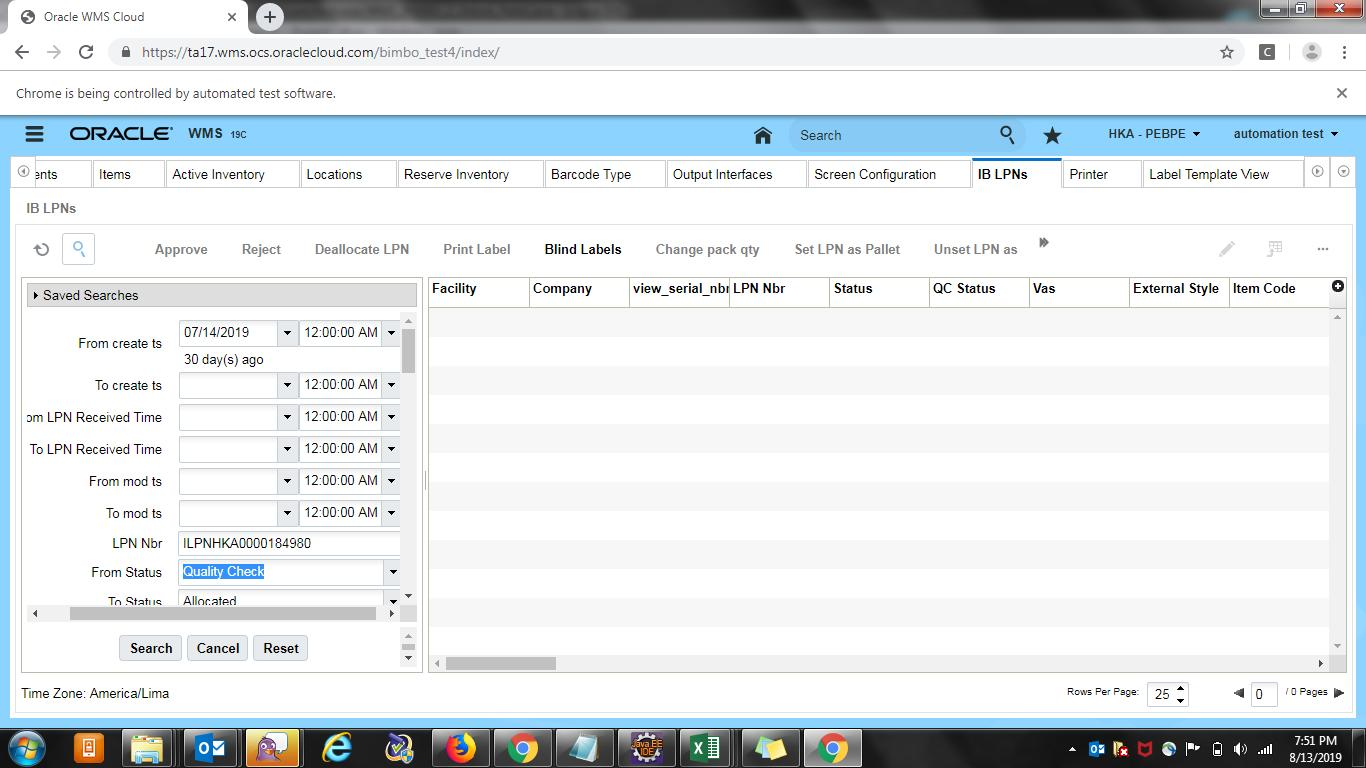 Oracle WMS Cloud
https://ta17.wms.ocs.oraclecloud.com/bimbo_test4/index/
C
Chrome is being controlled by automated test software.
ORACLE WMS 19C
Search
HKA - PEBPE
automation test
ents
Items
Active Inventory
Locations
Reserve Inventory
Barcode Type
Output Interfaces
Screen Configuration
IB LPNs
Printer
Label Template View
IB LPNs
Approve
Reject
Deallocate LPN
Print Label
Blind Labels
Change pack qty
Set LPN as Pallet
Unset LPN as
Saved Searches
From create ts 07/14/2019 12:00:00 AM
30 day(s) ago
To create ts 12:00:00 AM
om LPN Received Time 12:00:00 AM
To LPN Received Time 12:00:00 AM
From mod ts 12:00:00 AM
To mod ts 12:00:00 AM
LPN Nbr ILPNHKA0000184980
From Status Quality Check
To Status Allocated
Search Cancel Reset
Facility
Company
view_serial_nbr
LPN Nbr
Status
QC Status
Vas
External Style
Item Code
Time Zone: America/Lima
Rows Per Page: 25
0 / 0 Pages
Java EE
IDE
7:51 PM
8/13/2019